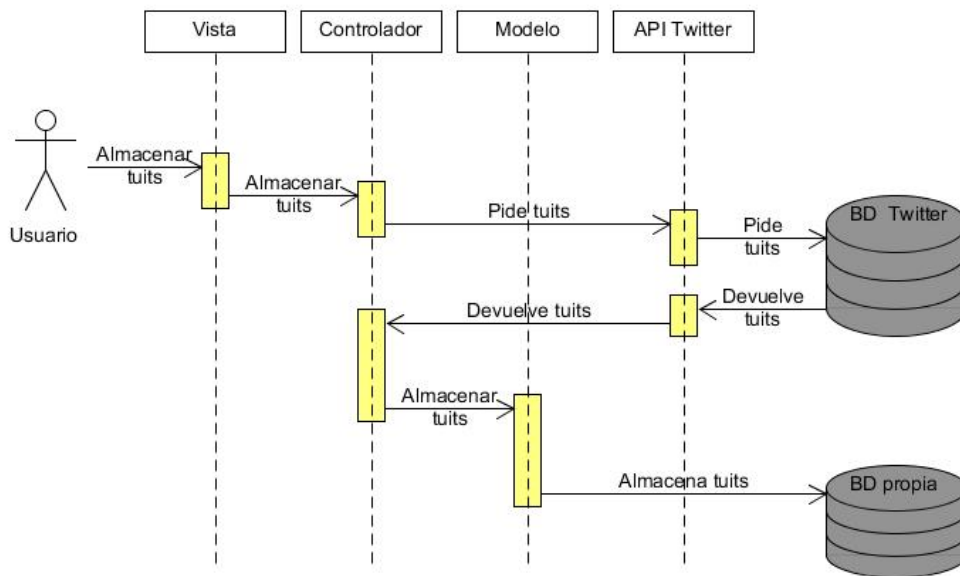 Vista
Controlador
Modelo
API Twitter
Almacenar
tuits
Usuario
Almacenar
tuits
Pide tuits
Pide
tuits
BD Twitter
Devuelve
tuits
Devuelve tuits
Almacenar
tuits
Almacena tuits
BD propia